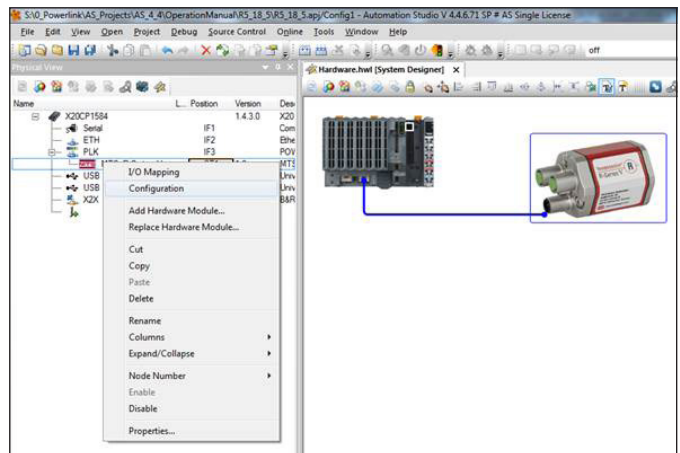 S:\0_Powerlink\AS_Projects\AS_4_4\OperationManual\R5_18_5\R5_18_5.apj/Config1 - Automation Studio V 4.4.6.71 SP # AS Single License
File Edit View Open Project Debug Source Control Online Tools Window Help
off
Physical View
Hardware.hwl [System Designer] X
Name L... Position Version
X20CP1584 1.4.3.0 X20
Serial IF1 Com
ETH IF2 Ethe
PLK IF3 POV
MTS
USB Univ
USB Univ
X2X B&R
I/O Mapping
Configuration
Add Hardware Module...
Replace Hardware Module...
Cut
Copy
Paste
Delete
Rename
Columns
Expand/Collapse
Node Number
Enable
Disable
Properties...
R